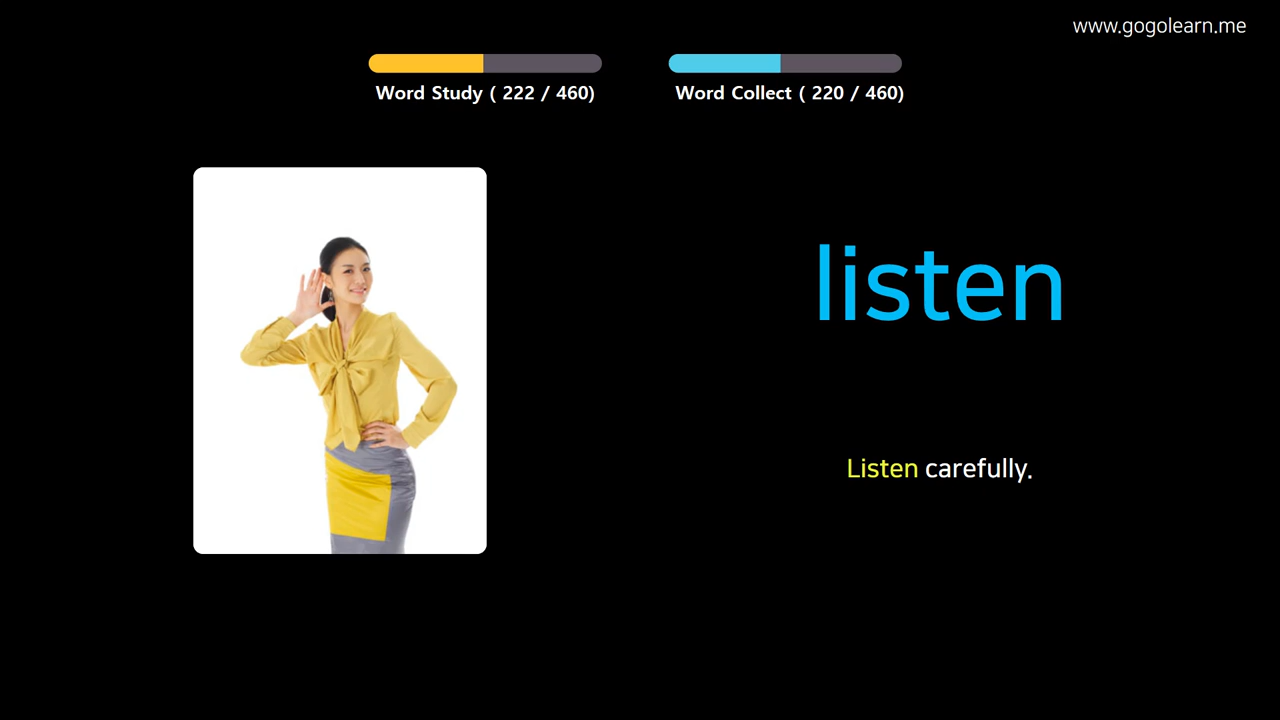 www.gogolearn.me
Word Study ( 222 / 460)
Word Collect ( 220 / 460)
listen
Listen carefully.